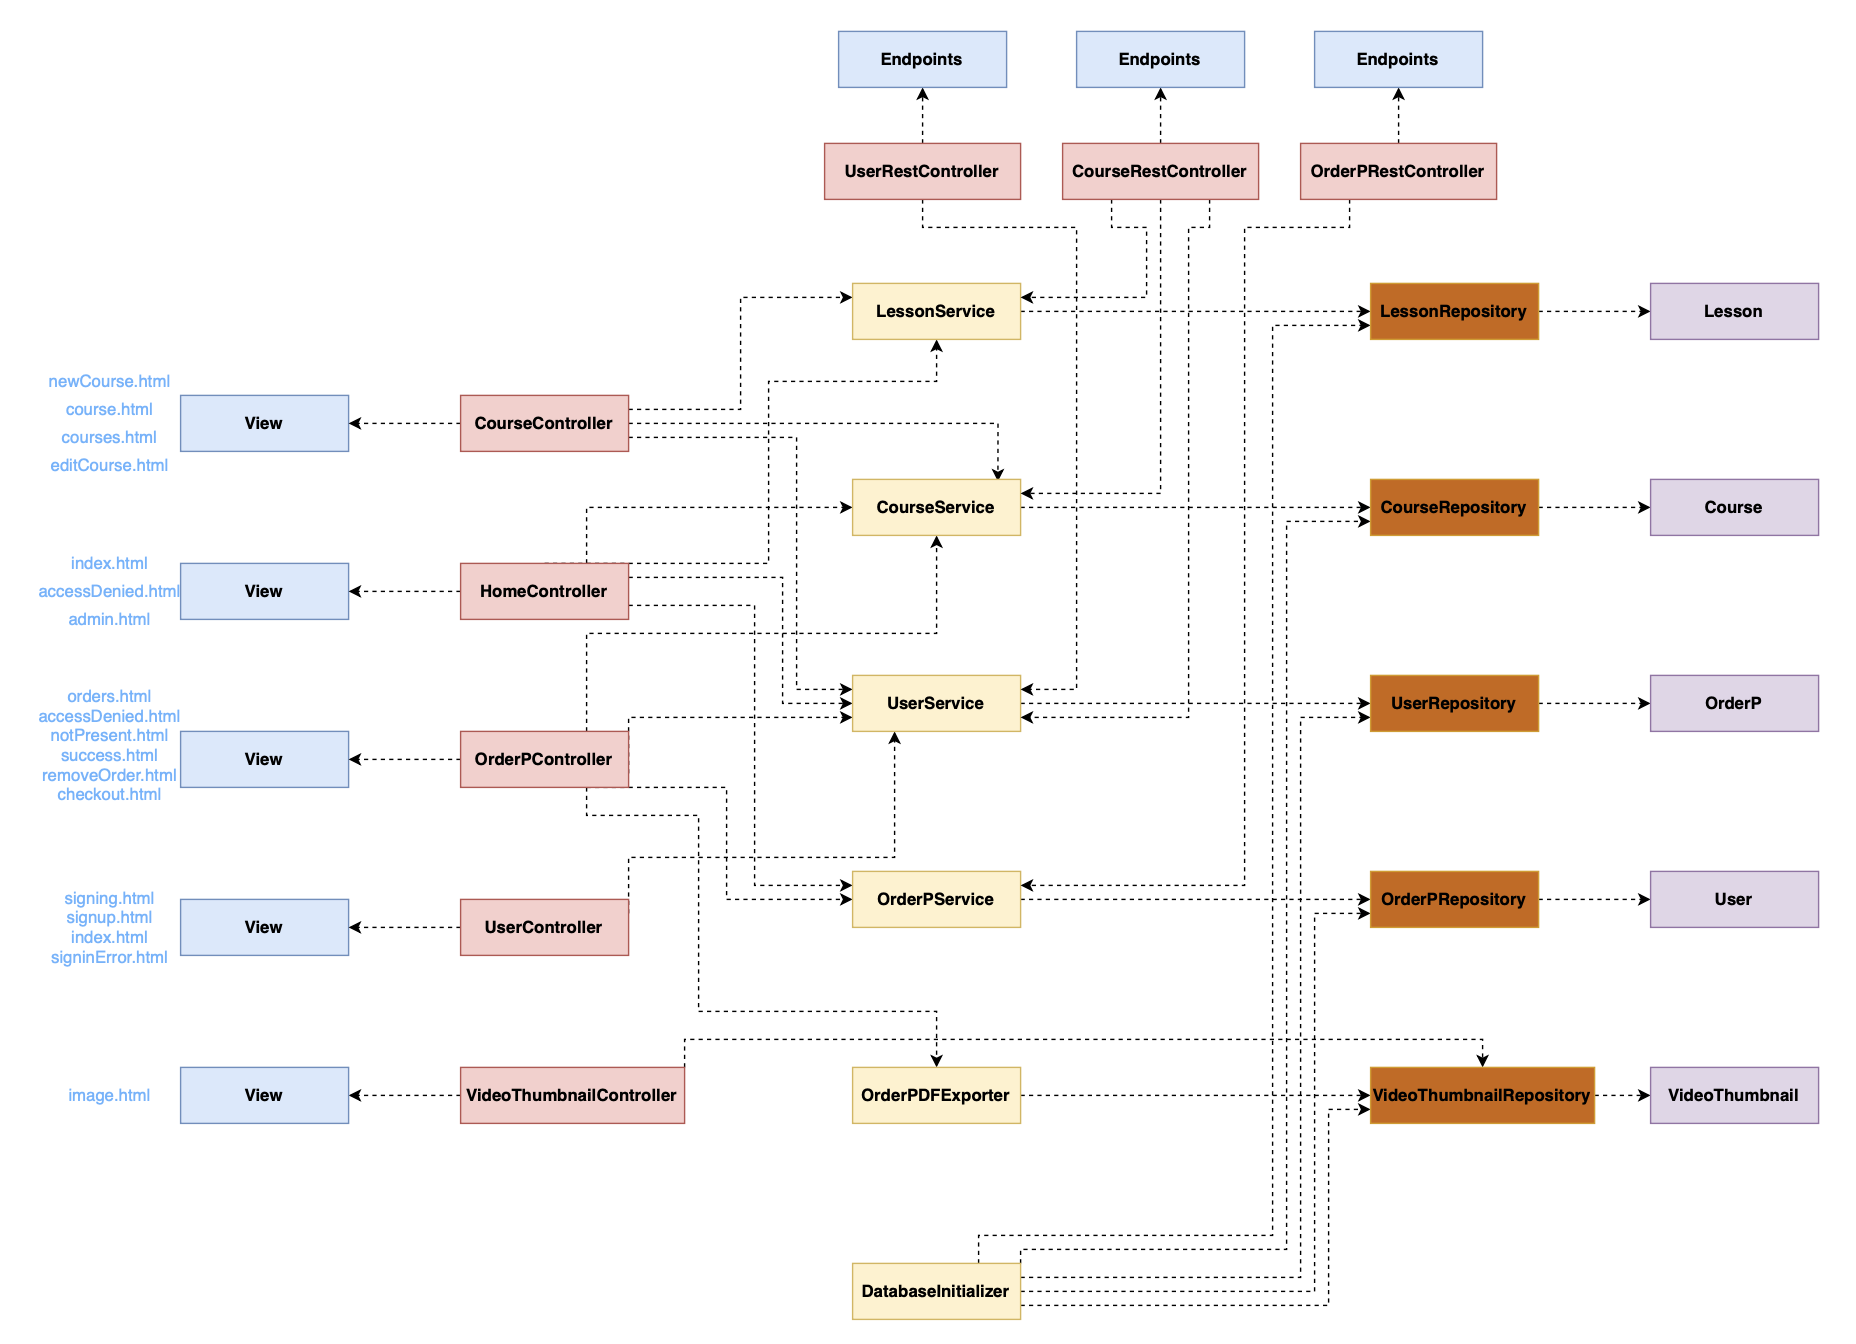 Endpoints
Endpoints
Endpoints
UserRestController
CourseRestController
OrderPRestController
LessonService
LessonRepository
Lesson
newCourse.html
course.html
courses.html
editCourse.html
View
CourseController
CourseService
CourseRepository
Course
index.html
accessDenied.html
admin.html
View
HomeController
UserService
UserRepository
OrderP
orders.html
accessDenied.html
notPresent.html
success.html
removeOrder.html
checkout.html
View
OrderPController
OrderPService
OrderPRepository
User
signing.html
signup.html
index.html
signinError.html
View
UserController
image.html
View
VideoThumbnailController
OrderPDFExporter
VideoThumbnailRepository
VideoThumbnail
DatabaseInitializer